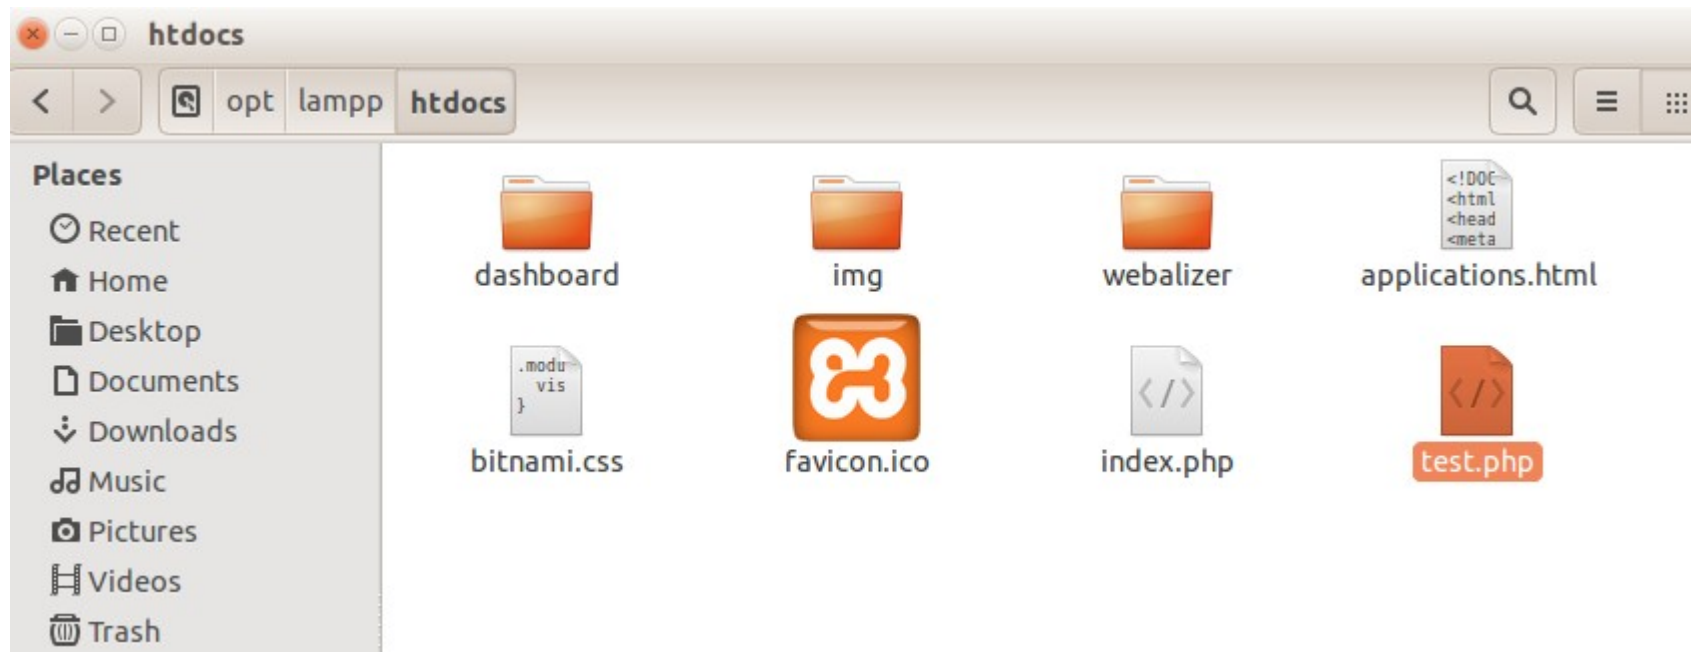 htdocs
opt lampp htdocs
Places
Recent
Home
Desktop
Documents
Downloads
Music
Pictures
Videos
Trash
<!DOC
<html
<head
<meta
dashboard img webalizer applications.html
.modu
vis
}
</> </>
bitnami.css favicon.ico index.php test.php